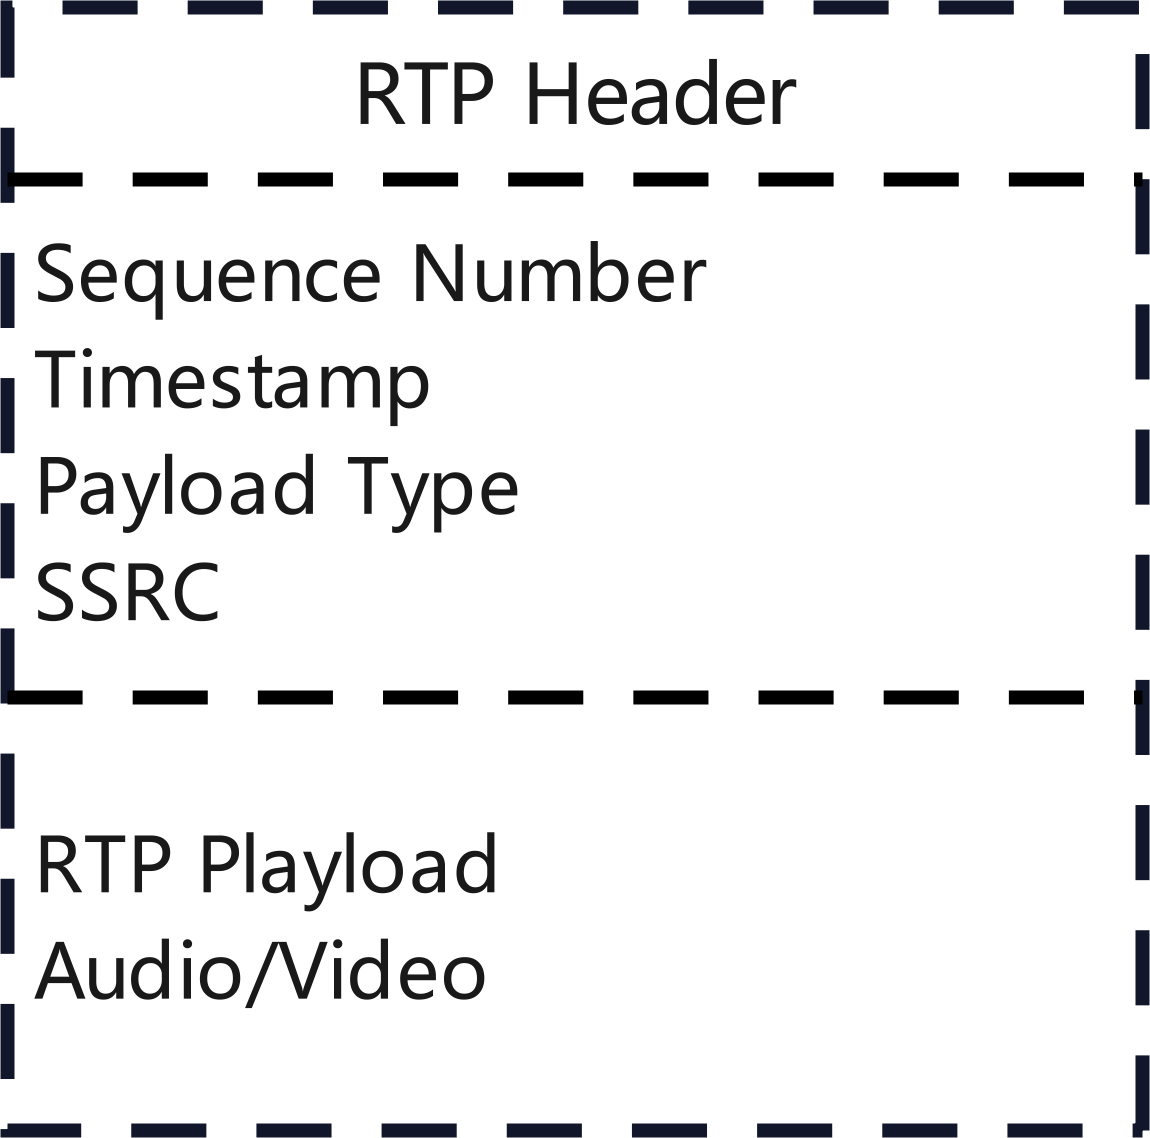 RTP Header
Sequence Number
Timestamp
Payload Type
SSRC
RTP Playload
Audio/Video